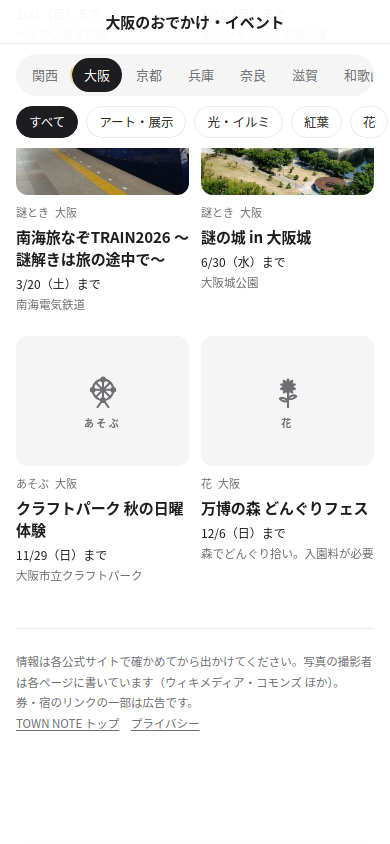 大阪のおでかけ・イベント
関西 大阪 京都 兵庫 奈良 滋賀
すべて アート・展示 光・イルミ 紅葉 花
謎とき 大阪
南海旅なぞTRAIN2026 〜
謎解きは旅の途中で〜
3/20（土）まで
南海電気鉄道
謎とき 大阪
謎の城 in 大阪城
6/30（水）まで
大阪城公園
あそぶ
あそぶ 大阪
クラフトパーク 秋の日曜
体験
11/29（日）まで
大阪市立クラフトパーク
花
花 大阪
万博の森 どんぐりフェス
12/6（日）まで
森でどんぐり拾い。入園料が必要
情報は各公式サイトで確かめてから出かけてください。写真の撮影者
は各ページに書いています（ウィキメディア・コモンズ ほか）。
券・宿のリンクの一部は広告です。
TOWN NOTE トップ プライバシー